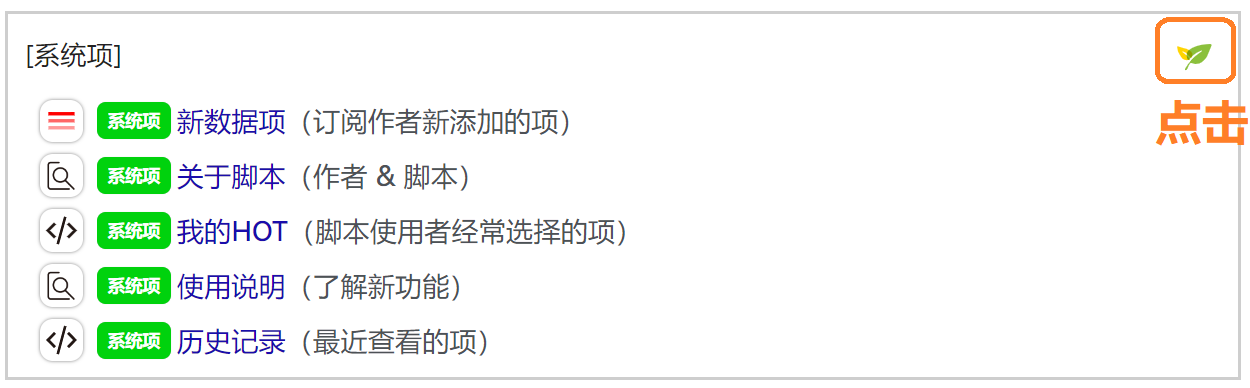 [系统项]
系统项 新数据项（订阅作者新添加的项）
点击
系统项 关于脚本（作者 & 脚本）
系统项 我的HOT（脚本使用者经常选择的项）
系统项 使用说明（了解新功能）
系统项 历史记录（最近查看的项）